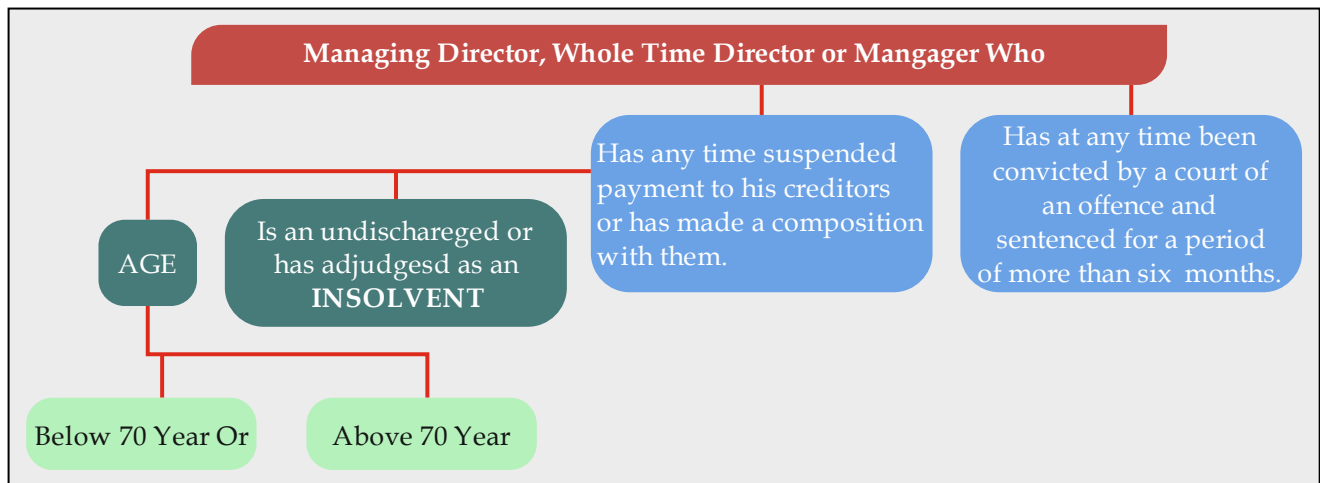 Managing Director, Whole Time Director or Mangager Who
Has any time suspended
payment to his creditors
or has made a composition
with them.
Has at any time been
convicted by a court of
an offence and
sentenced for a period
of more than six months.
AGE
Is an undischareged or
has adjudgesd as an
INSOLVENT
Below 70 Year Or
Above 70 Year